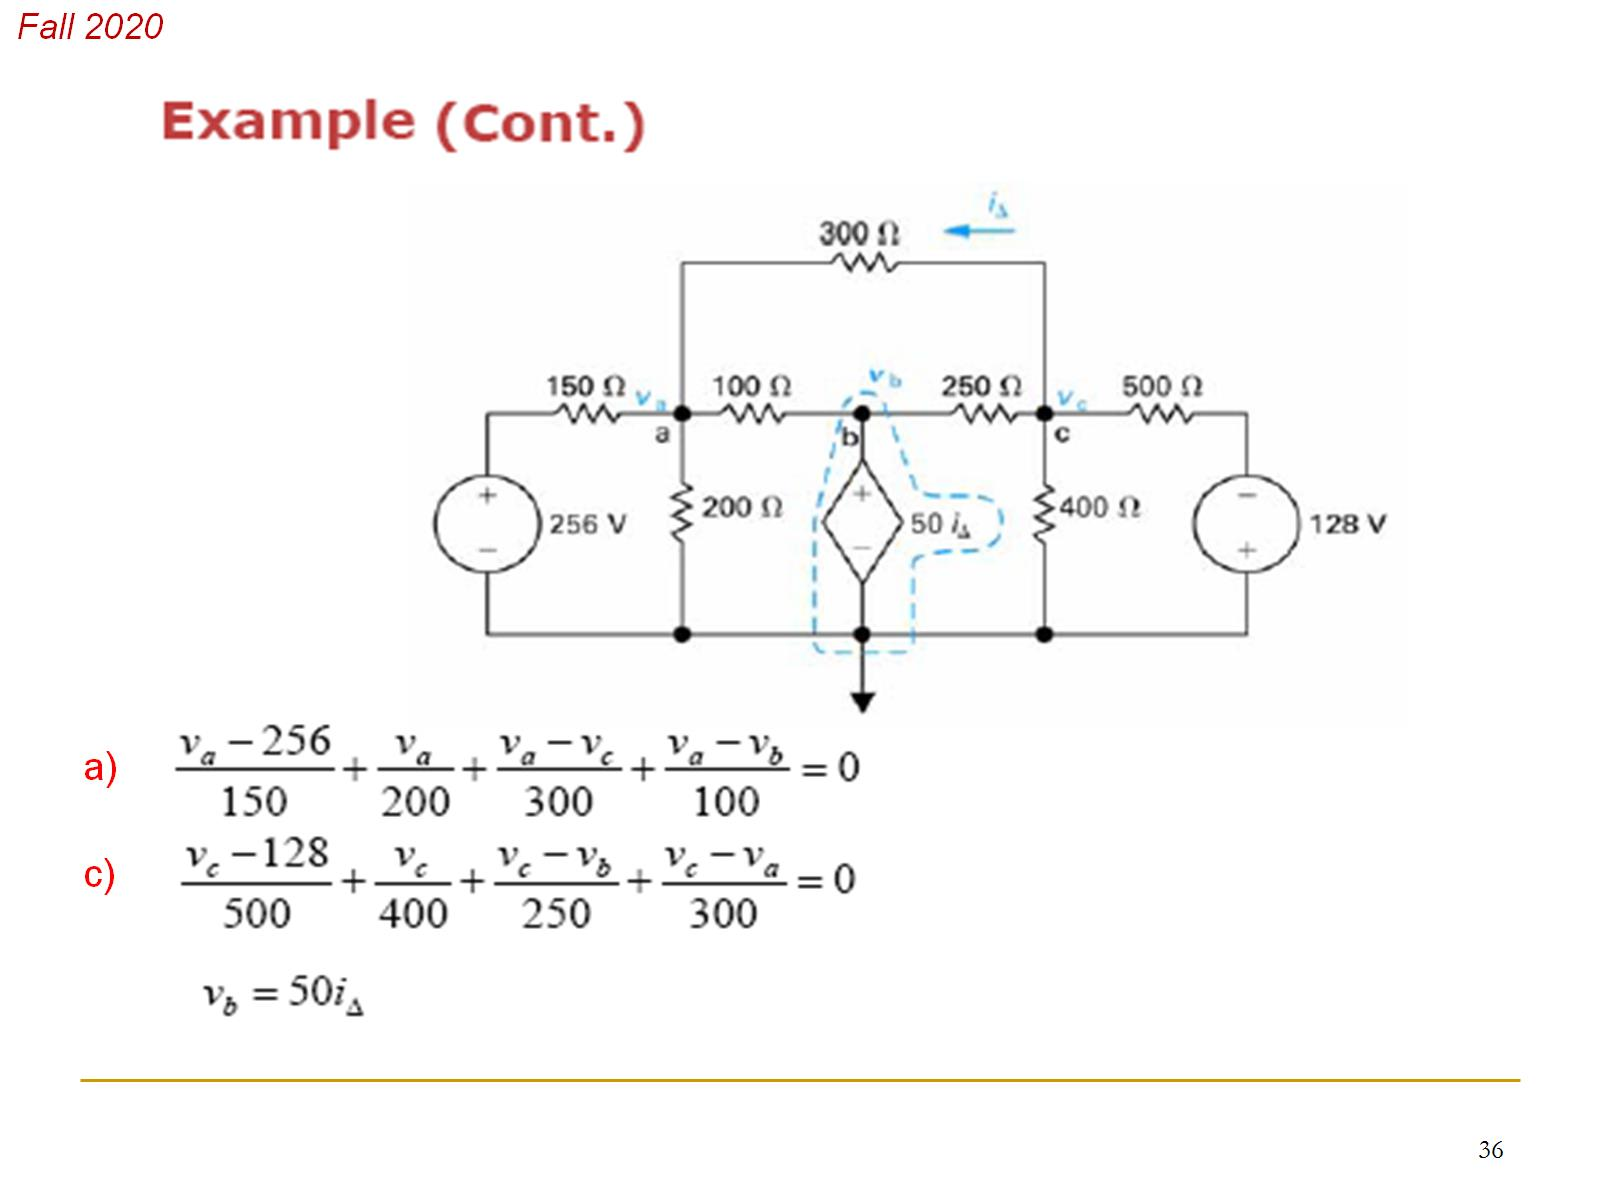 Fall 2020
Example (Cont.)
i_Δ
300 Ω
150 Ω v_a 100 Ω v_b 250 Ω v_c 500 Ω
a b c
+ 256 V −
200 Ω
+ 50 i_Δ −
400 Ω
− 128 V +
a) (v_a − 256)/150 + v_a/200 + (v_a − v_c)/300 + (v_a − v_b)/100 = 0
c) (v_c − 128)/500 + v_c/400 + (v_c − v_b)/250 + (v_c − v_a)/300 = 0
v_b = 50i_Δ
36